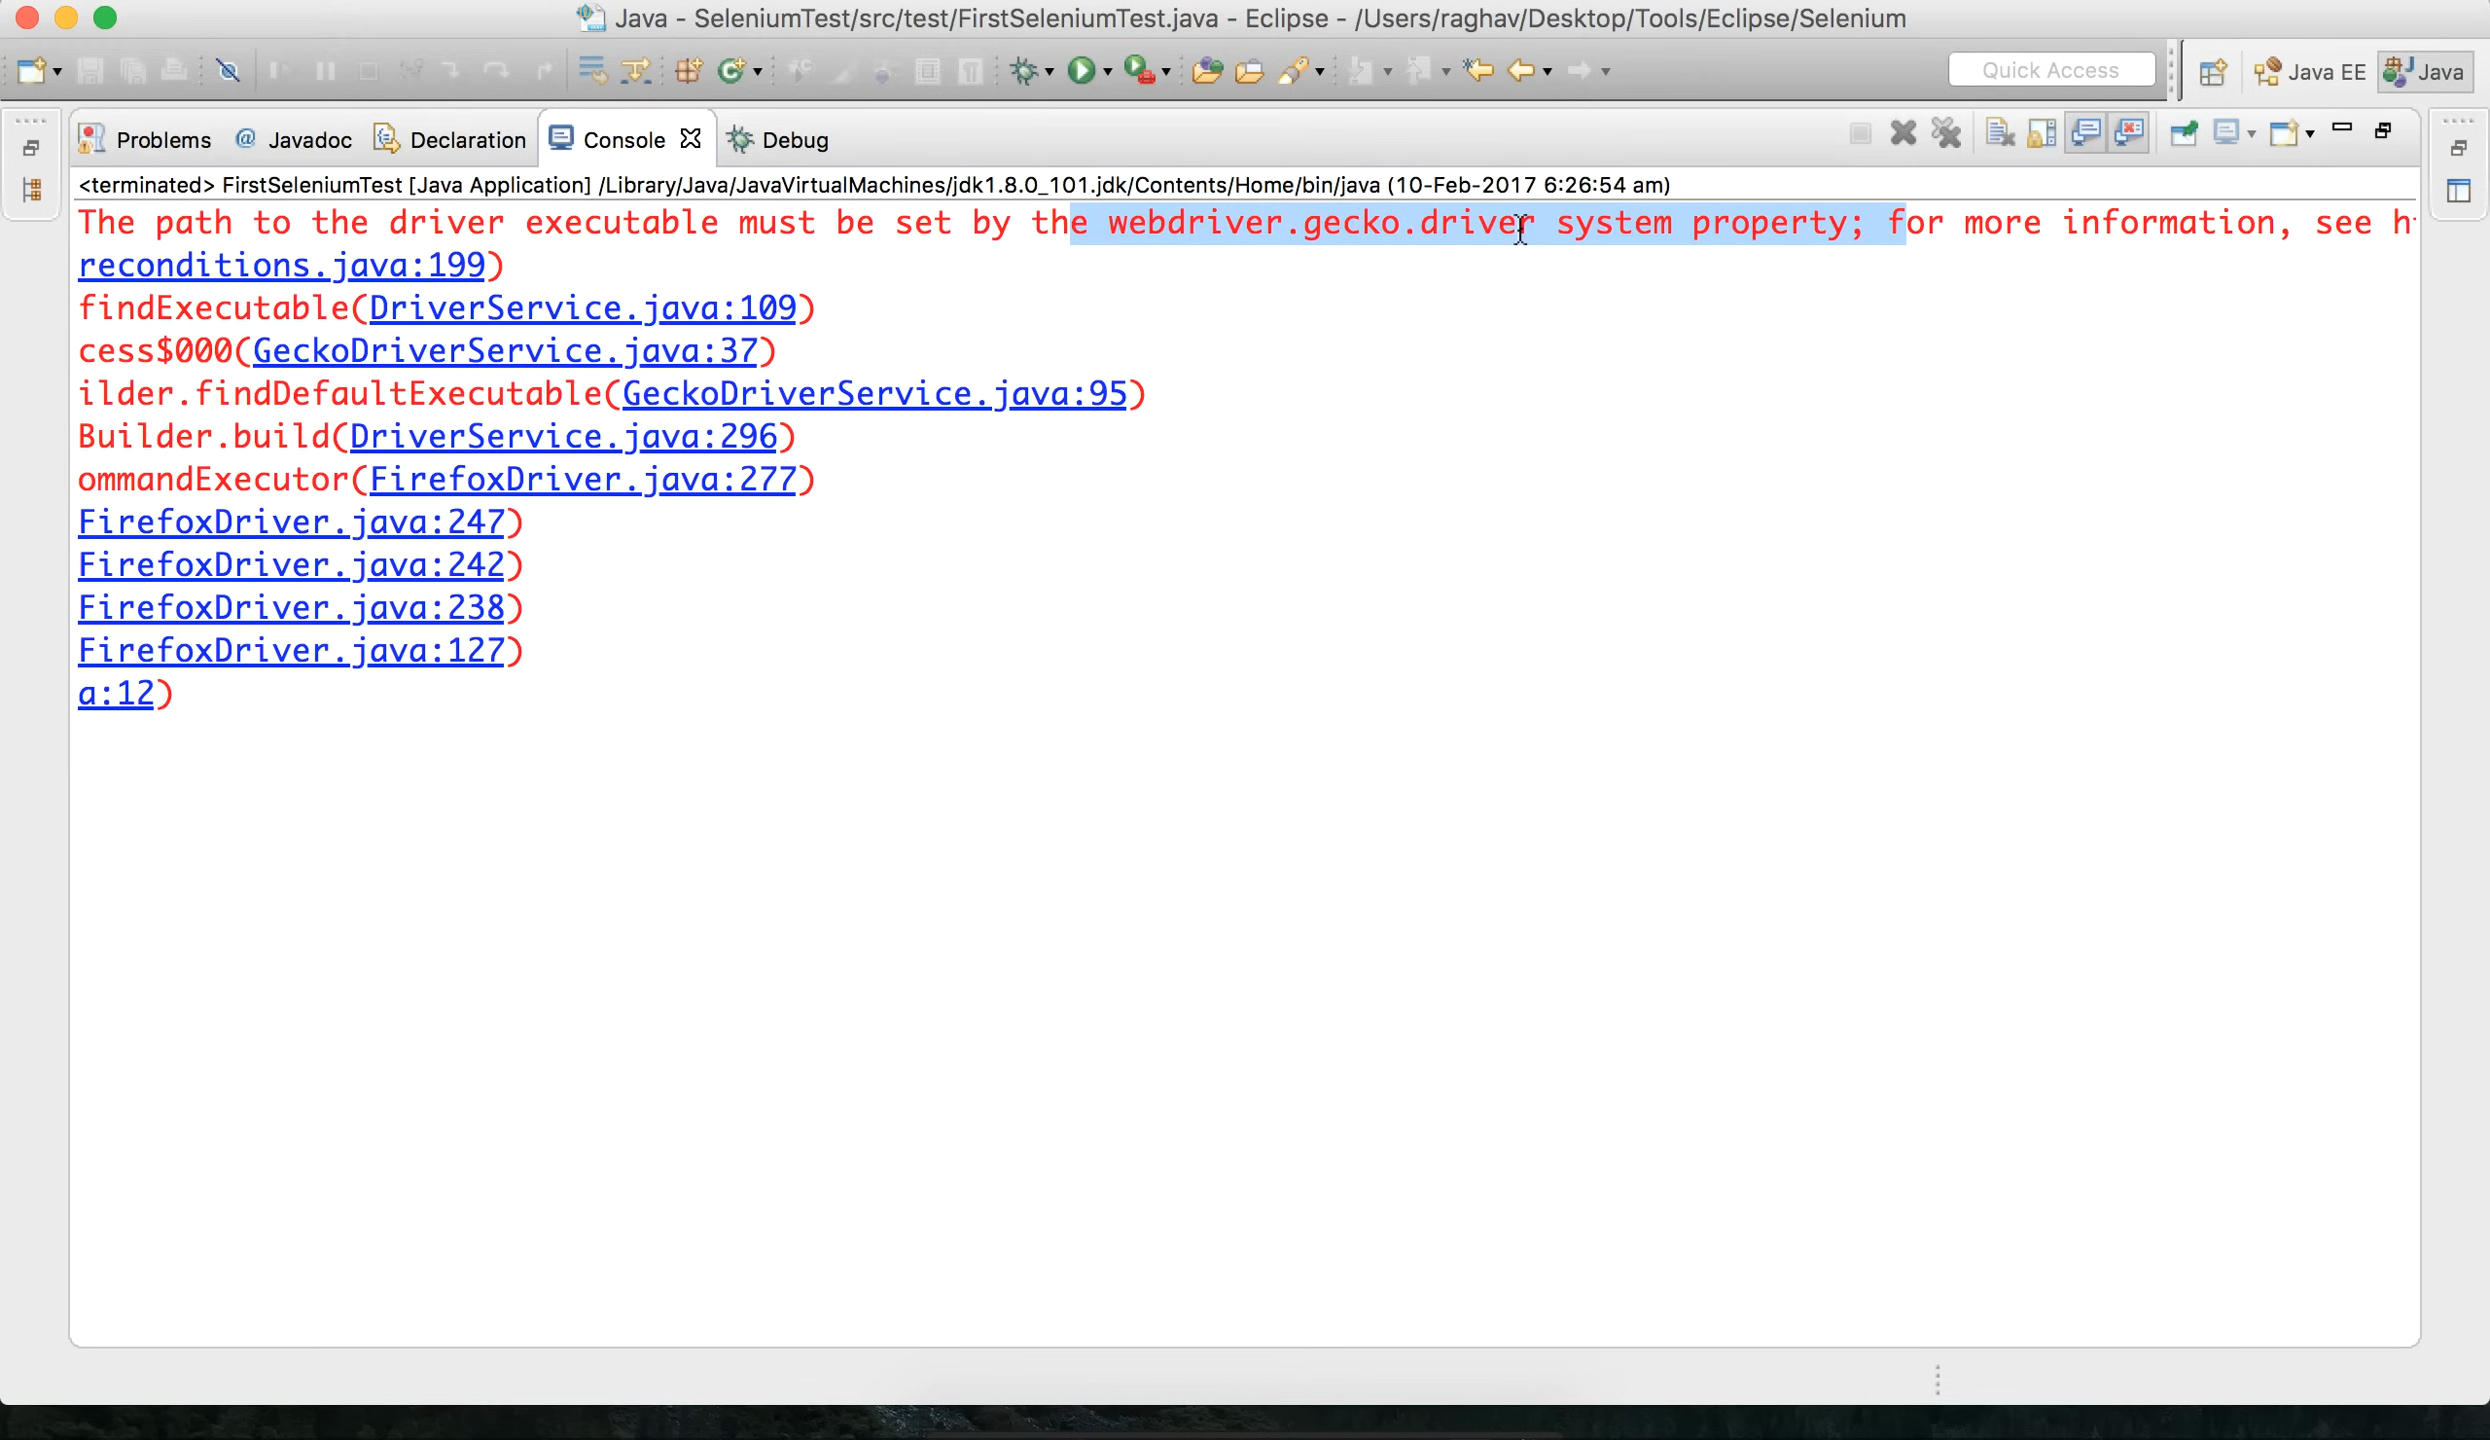 Java - SeleniumTest/src/test/FirstSeleniumTest.java - Eclipse - /Users/raghav/Desktop/Tools/Eclipse/Selenium
Quick Access
Java EE
Java
Problems
@ Javadoc
Declaration
Console
Debug
<terminated> FirstSeleniumTest [Java Application] /Library/Java/JavaVirtualMachines/jdk1.8.0_101.jdk/Contents/Home/bin/java (10-Feb-2017 6:26:54 am)
The path to the driver executable must be set by the webdriver.gecko.driver system property; for more information, see h
reconditions.java:199)
findExecutable(DriverService.java:109)
cess$000(GeckoDriverService.java:37)
ilder.findDefaultExecutable(GeckoDriverService.java:95)
Builder.build(DriverService.java:296)
ommandExecutor(FirefoxDriver.java:277)
FirefoxDriver.java:247)
FirefoxDriver.java:242)
FirefoxDriver.java:238)
FirefoxDriver.java:127)
a:12)